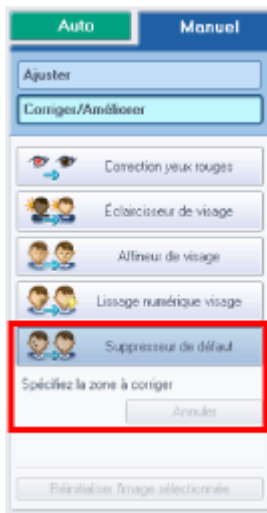 Auto Manuel
Ajuster
Corriger/Améliorer
Correction yeux rouges
Éclaircisseur de visage
Affineur de visage
Lissage numérique visage
Suppresseur de défaut
Spécifiez la zone à corriger
Annuler
Réinitialiser l'image sélectionnée